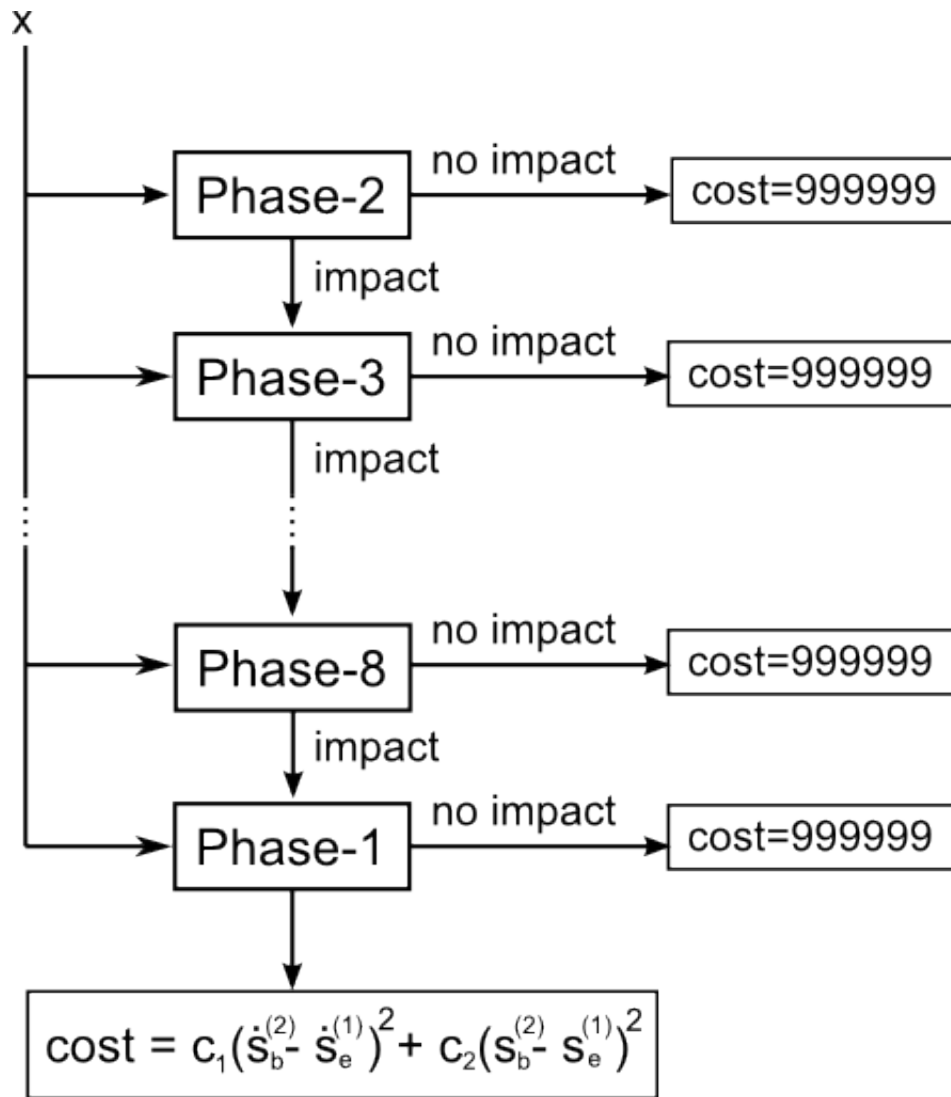 x
Phase-2
no impact
cost=999999
impact
Phase-3
no impact
cost=999999
impact
Phase-8
no impact
cost=999999
impact
Phase-1
no impact
cost=999999
cost = c₁(ṡ_b^(2) - ṡ_e^(1))² + c₂(s_b^(2) - s_e^(1))²